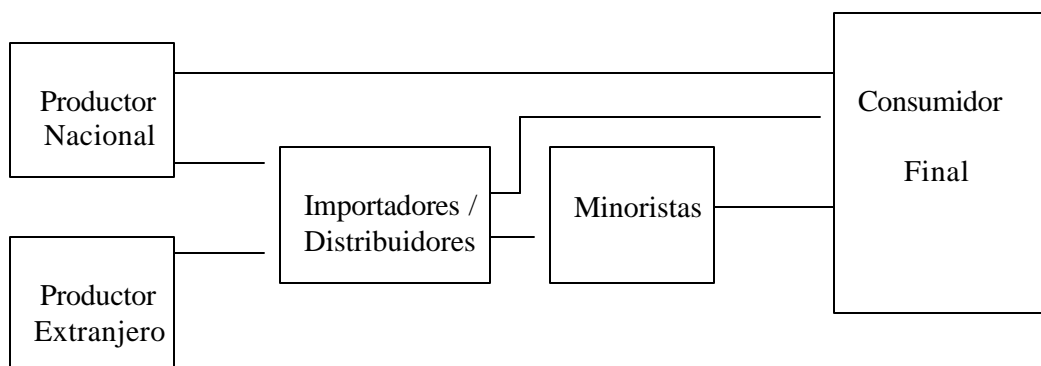 Productor
Nacional
Consumidor
Final
Importadores /
Distribuidores
Minoristas
Productor
Extranjero